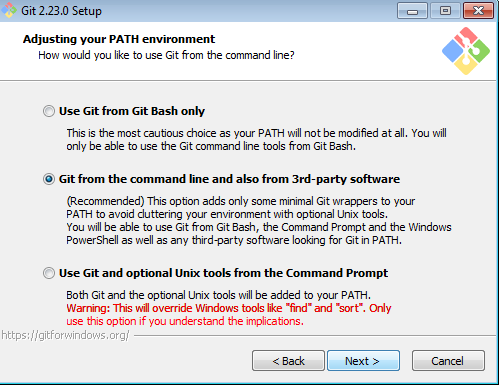 Git 2.23.0 Setup
Adjusting your PATH environment
How would you like to use Git from the command line?
Use Git from Git Bash only
This is the most cautious choice as your PATH will not be modified at all. You will
only be able to use the Git command line tools from Git Bash.
Git from the command line and also from 3rd-party software
(Recommended) This option adds only some minimal Git wrappers to your
PATH to avoid cluttering your environment with optional Unix tools.
You will be able to use Git from Git Bash, the Command Prompt and the Windows
PowerShell as well as any third-party software looking for Git in PATH.
Use Git and optional Unix tools from the Command Prompt
Both Git and the optional Unix tools will be added to your PATH.
Warning: This will override Windows tools like "find" and "sort". Only
use this option if you understand the implications.
https://gitforwindows.org/
< Back Next > Cancel